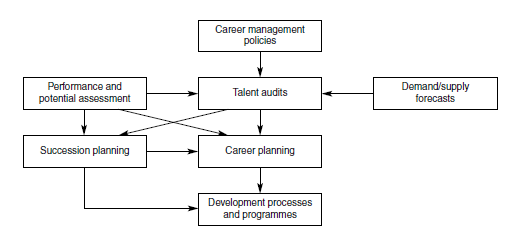 Career management
policies
Performance and
potential assessment
Talent audits
Demand/supply
forecasts
Succession planning
Career planning
Development processes
and programmes